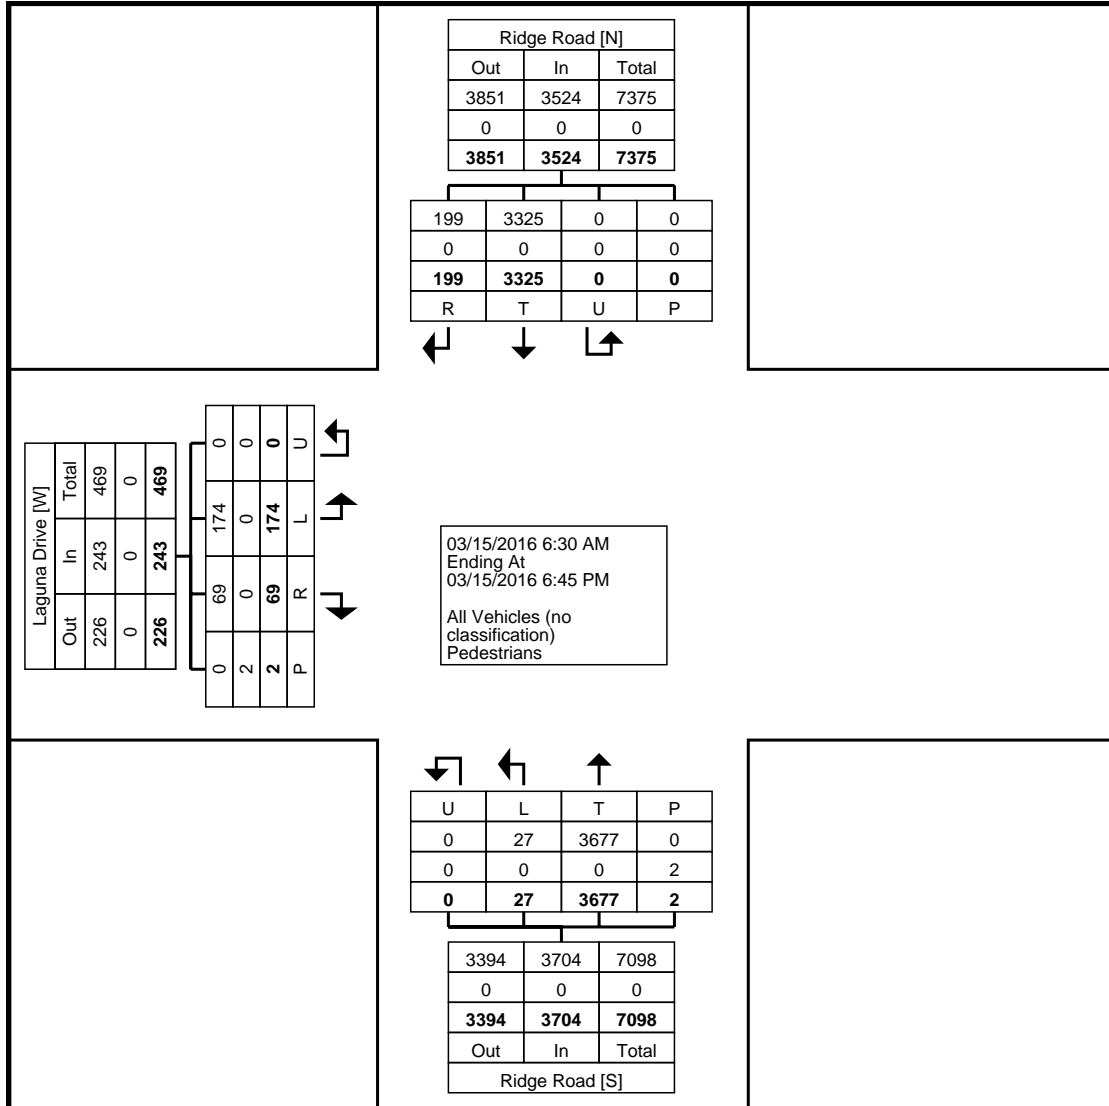 Ridge Road [N]
Out In Total
3851 3524 7375
0 0 0
3851 3524 7375
199 3325 0 0
0 0 0 0
199 3325 0 0
R T U P
Laguna Drive [W]
Out In Total
226 243 469
0 0 0
226 243 469
0 69 174 0
2 0 0 0
2 69 174 0
P R L U
03/15/2016 6:30 AM
Ending At
03/15/2016 6:45 PM
All Vehicles (no
classification)
Pedestrians
U L T P
0 27 3677 0
0 0 0 2
0 27 3677 2
3394 3704 7098
0 0 0
3394 3704 7098
Out In Total
Ridge Road [S]